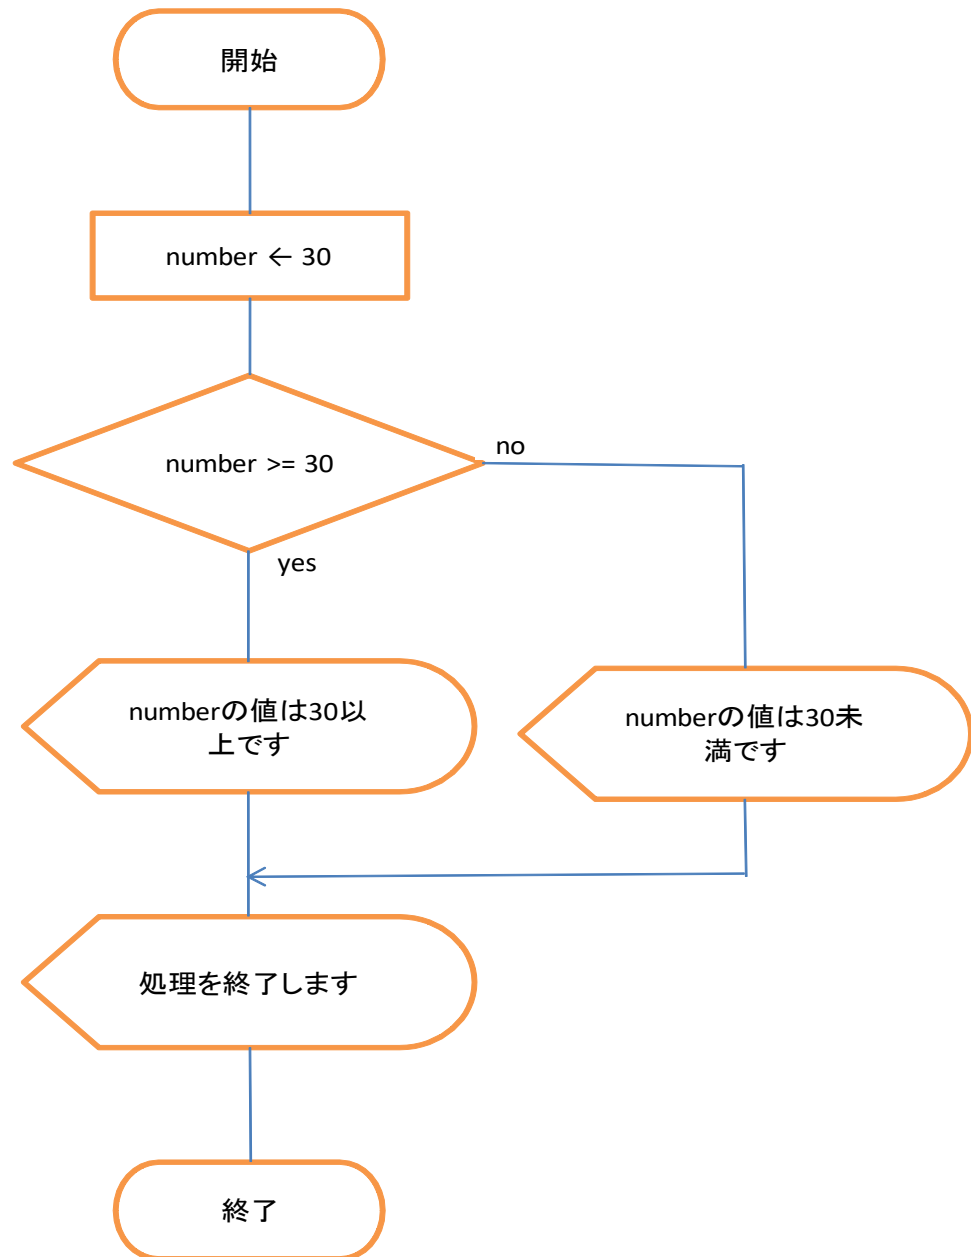 開始
number ← 30
number >= 30
no
yes
numberの値は30以
上です
numberの値は30未
満です
処理を終了します
終了